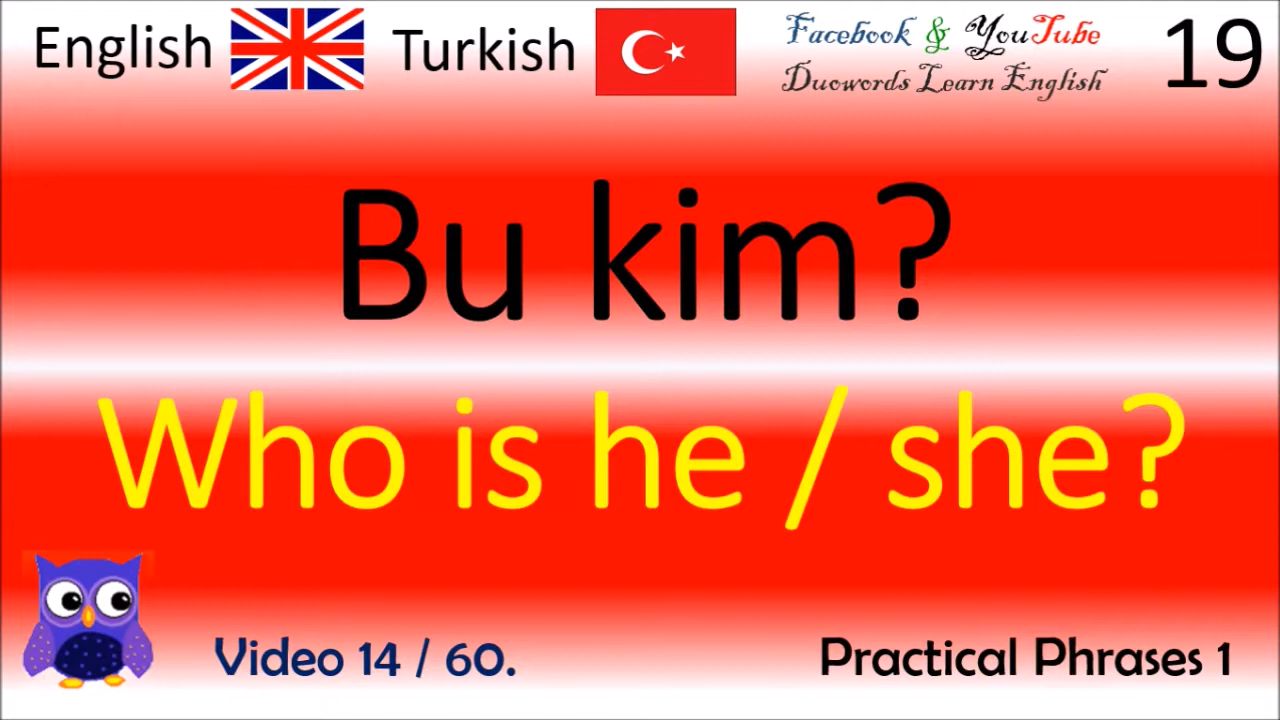 English Turkish Facebook & YouTube 19
Duowords Learn English
Bu kim?
Who is he / she?
Video 14 / 60. Practical Phrases 1